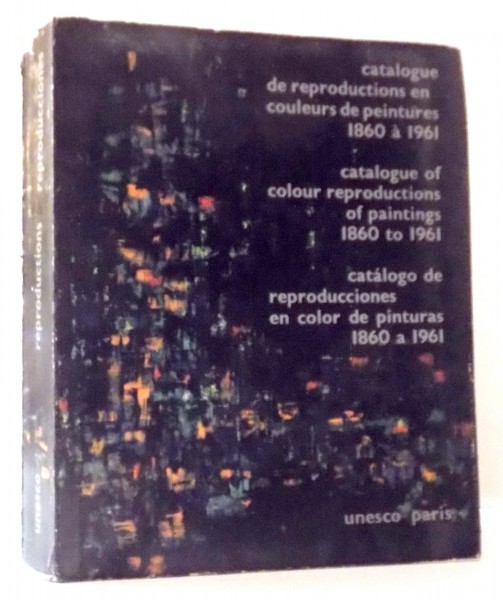 catalogue
de reproductions en
couleurs de peintures
1860 à 1961
catalogue of
colour reproductions
of paintings
1860 to 1961
catálogo de
reproducciones
en color de pinturas
1860 a 1961
unesco paris
unesco
reproductions
reproducciones